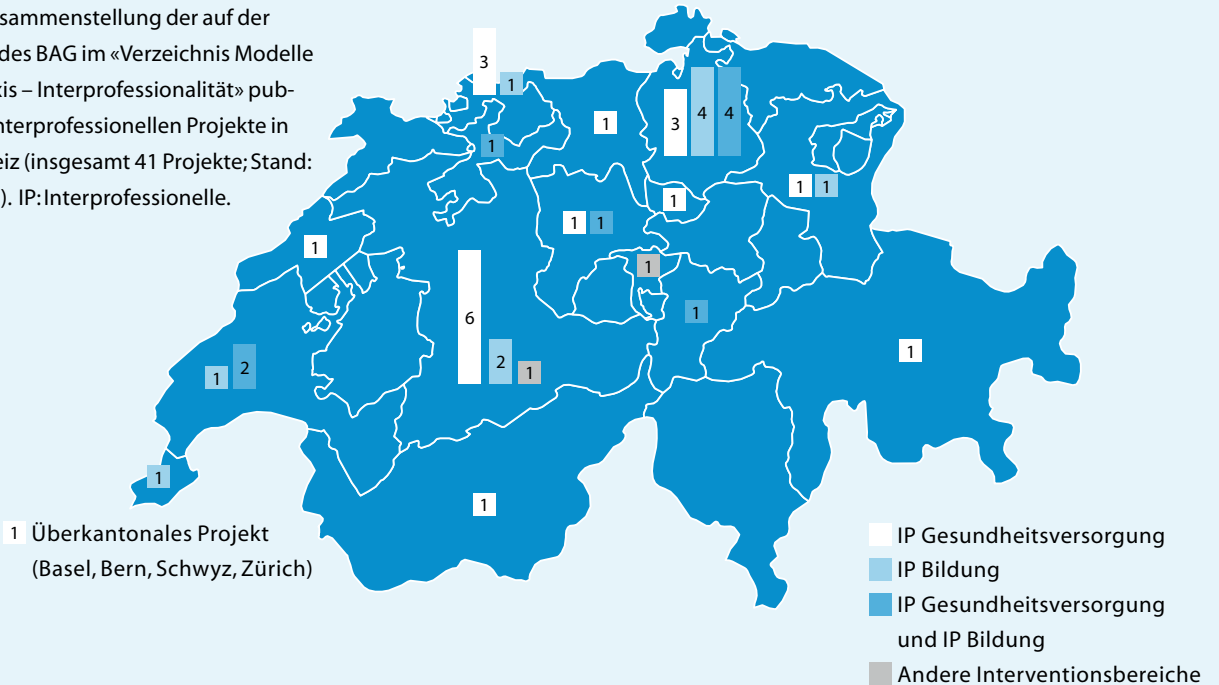 sammenstellung der auf der
des BAG im «Verzeichnis Modelle
xis – Interprofessionalität» pub-
nterprofessionellen Projekte in
eiz (insgesamt 41 Projekte; Stand:
). IP: Interprofessionelle.
3
1
1
1
3
4
4
1
1
1
1
1
1
1
1
6
2
1
1
1
1
2
1
1
1 Überkantonales Projekt
(Basel, Bern, Schwyz, Zürich)
IP Gesundheitsversorgung
IP Bildung
IP Gesundheitsversorgung
und IP Bildung
Andere Interventionsbereiche